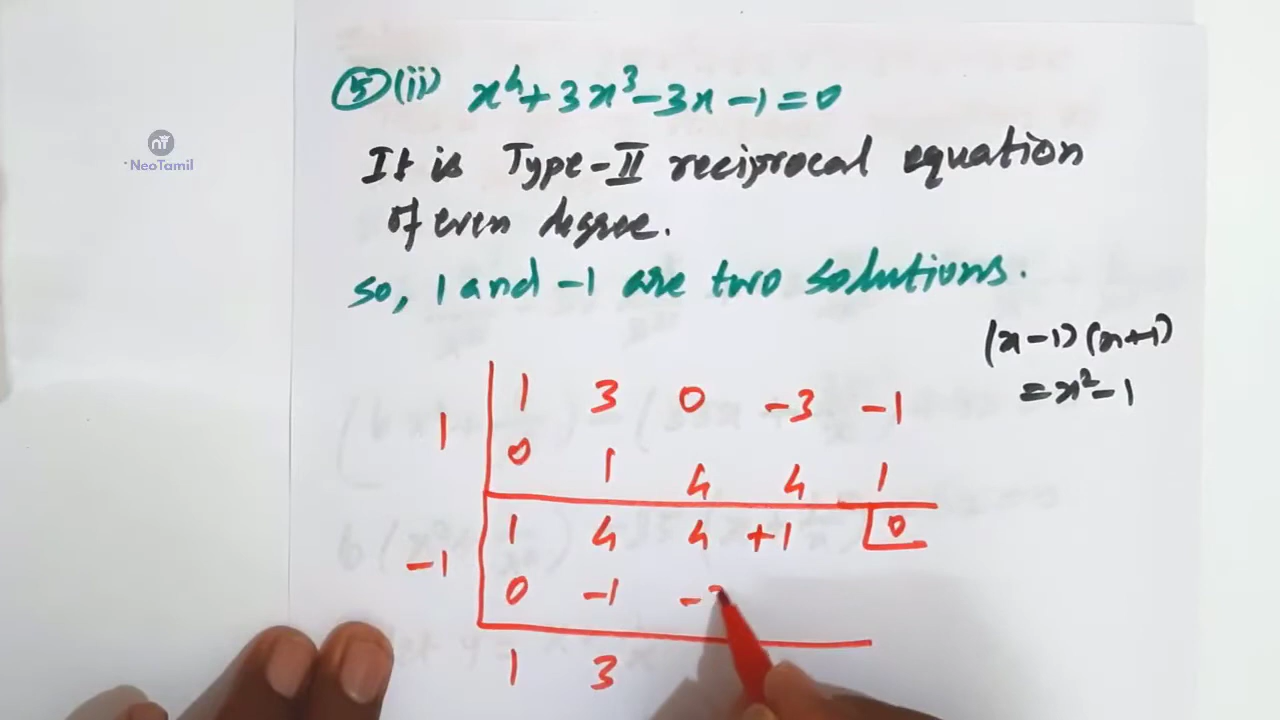 NeoTamil
⑤(ii) x⁴+3x³-3x-1=0
It is Type-II reciprocal equation
of even degree.
so, 1 and -1 are two solutions.
(x-1)(x+1)
=x²-1
1 3 0 -3 -1
1
0 1 4 4 1
1 4 4 +1 0
-1
0 -1 -
1 3